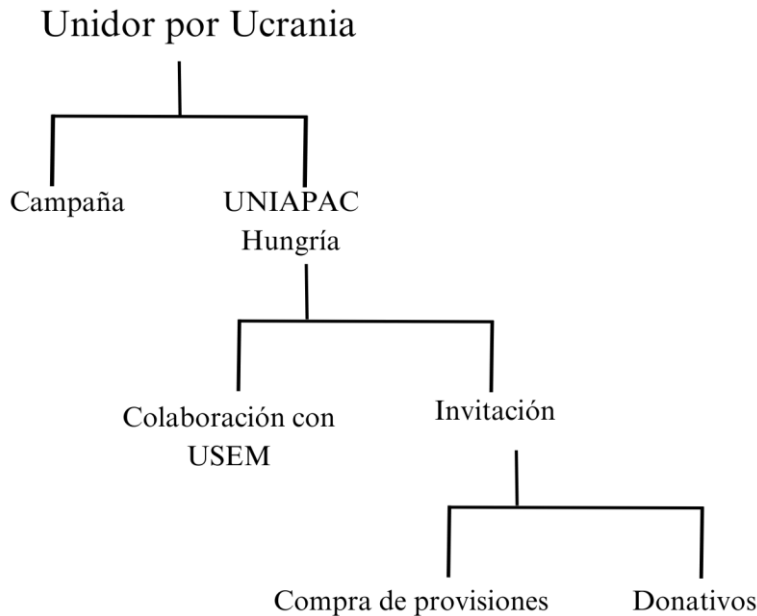 Unidor por Ucrania
Campaña
UNIAPAC
Hungría
Colaboración con
USEM
Invitación
Compra de provisiones
Donativos